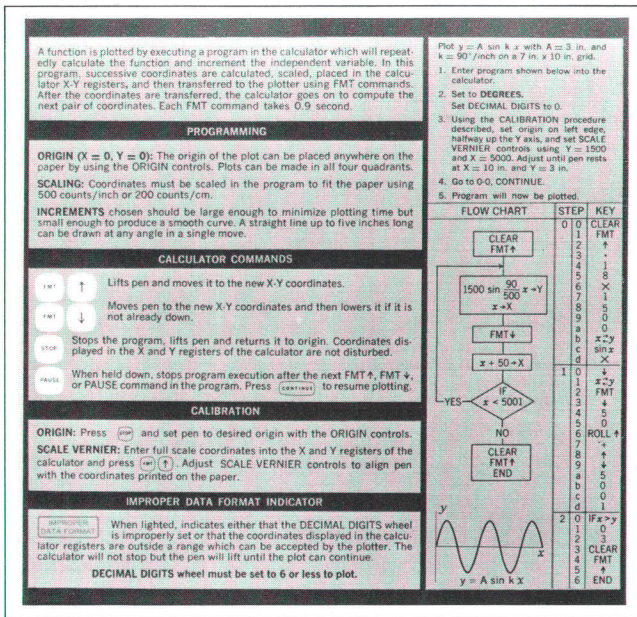 A function is plotted by executing a program in the calculator which will repeat-
edly calculate the function and increment the independent variable. In this
program, successive coordinates are calculated, scaled, placed in the calcu-
lator X-Y registers, and then transferred to the plotter using FMT commands.
After the coordinates are transferred, the calculator goes on to compute the
next pair of coordinates. Each FMT command takes 0.9 second.
PROGRAMMING
ORIGIN (X = 0, Y = 0): The origin of the plot can be placed anywhere on the
paper by using the ORIGIN controls. Plots can be made in all four quadrants.
SCALING: Coordinates must be scaled in the program to fit the paper using
500 counts/inch or 200 counts/cm.
INCREMENTS chosen should be large enough to minimize plotting time but
small enough to produce a smooth curve. A straight line up to five inches long
can be drawn at any angle in a single move.
CALCULATOR COMMANDS
FMT ↑ Lifts pen and moves it to the new X-Y coordinates.
FMT ↓ Moves pen to the new X-Y coordinates and then lowers it if it is
not already down.
STOP Stops the program, lifts pen and returns it to origin. Coordinates dis-
played in the X and Y registers of the calculator are not disturbed.
PAUSE When held down, stops program execution after the next FMT ↑, FMT ↓,
or PAUSE command in the program. Press CONTINUE to resume plotting.
CALIBRATION
ORIGIN: Press STOP and set pen to desired origin with the ORIGIN controls.
SCALE VERNIER: Enter full scale coordinates into the X and Y registers of the
calculator and press FMT ↑. Adjust SCALE VERNIER controls to align pen
with the coordinates printed on the paper.
IMPROPER DATA FORMAT INDICATOR
IMPROPER
DATA FORMAT
When lighted, indicates either that the DECIMAL DIGITS wheel
is improperly set or that the coordinates displayed in the calcu-
lator registers are outside a range which can be accepted by the plotter. The
calculator will not stop but the pen will lift until the plot can continue.
DECIMAL DIGITS wheel must be set to 6 or less to plot.
Plot y = A sin k x with A = 3 in. and
k = 90°/inch on a 7 in. x 10 in. grid.
1. Enter program shown below into the
calculator.
2. Set to DEGREES.
Set DECIMAL DIGITS to 0.
3. Using the CALIBRATION procedure
described, set origin on left edge,
halfway up the Y axis, and set SCALE
VERNIER controls using Y = 1500
and X = 5000. Adjust until pen rests
at X = 10 in. and Y = 3 in.
4. Go to 0-0, CONTINUE.
5. Program will now be plotted.
FLOW CHART
CLEAR
FMT↑
1500 sin 90/500 x→Y
x→X
FMT↓
x + 50→X
IF
x < 5001
YES
NO
CLEAR
FMT↑
END
y
x
y = A sin k x
STEP KEY
0 0 CLEAR
1 FMT
2 ↑
3 .
4 1
5 8
6 ×
7 1
8 5
9 0
a 0
b x⇄y
c sin x
d ×
1 0 ↓
1 x⇄y
2 FMT
3 ↓
4 5
5 0
6 ROLL ↑
7 +
8 ↑
9 ↓
a 5
b 0
c 0
d 1
2 0 IFx>y
1 0
2 3
3 CLEAR
4 FMT
5 ↑
6 END